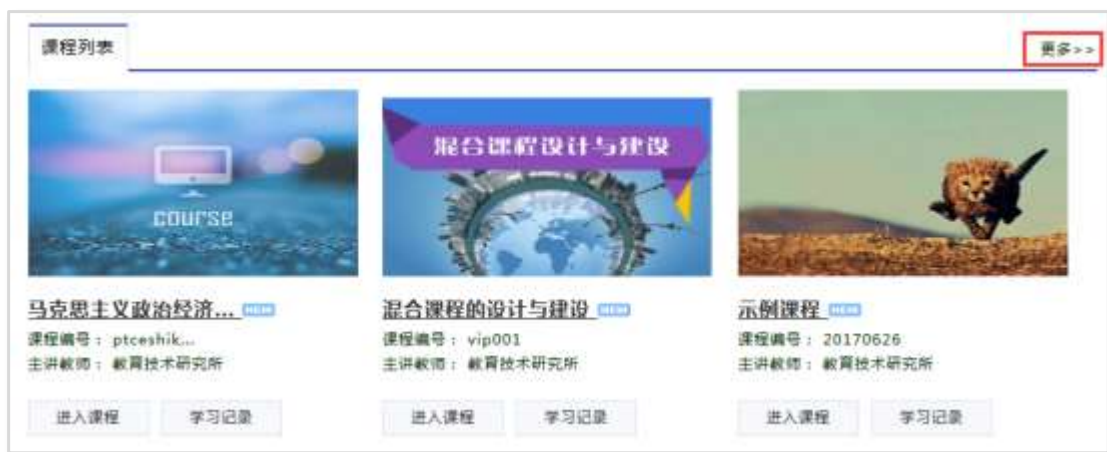 课程列表
更多>>
course
混合课程设计与建设
马克思主义政治经济... NEW
课程编号： ptceshik...
主讲教师： 教育技术研究所
进入课程 学习记录
混合课程的设计与建设 NEW
课程编号： vip001
主讲教师： 教育技术研究所
进入课程 学习记录
示例课程 NEW
课程编号： 20170626
主讲教师： 教育技术研究所
进入课程 学习记录